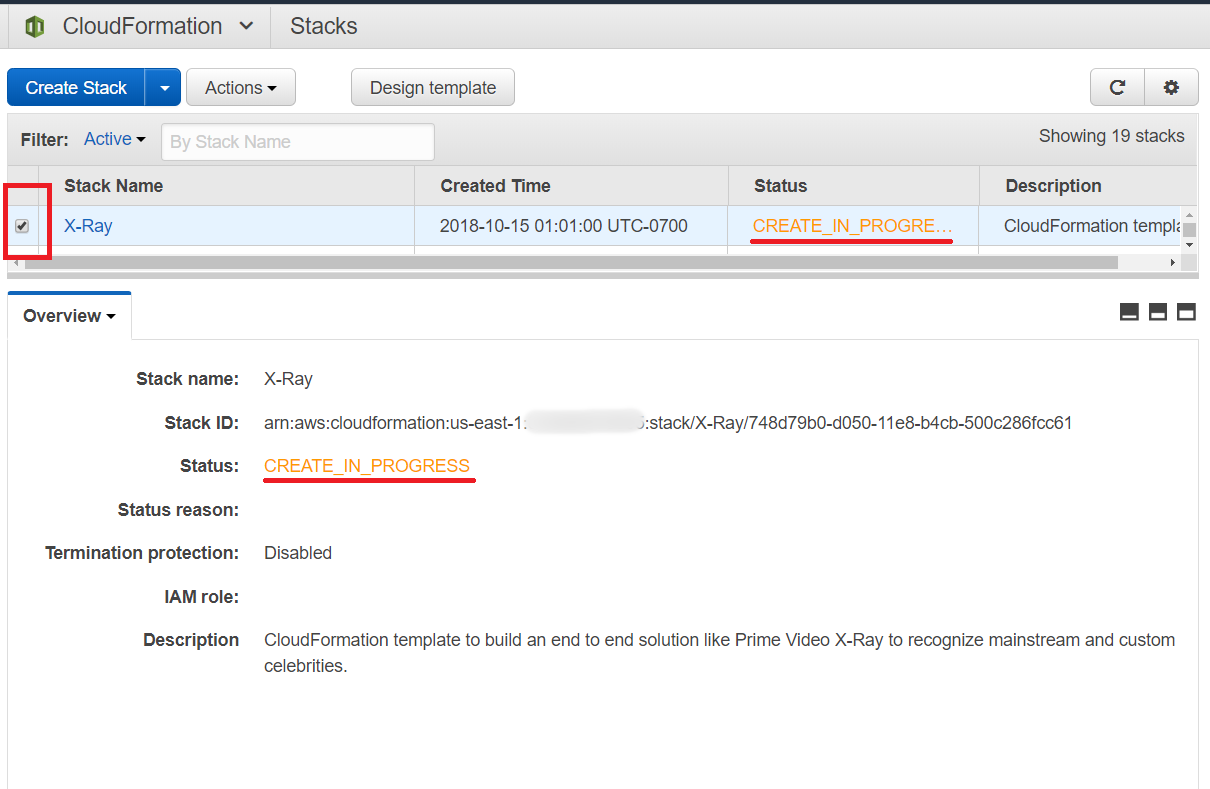 CloudFormation Stacks
Create Stack Actions Design template
Filter: Active By Stack Name Showing 19 stacks
Stack Name Created Time Status Description
X-Ray 2018-10-15 01:01:00 UTC-0700 CREATE_IN_PROGRE… CloudFormation templa
Overview
Stack name: X-Ray
Stack ID: arn:aws:cloudformation:us-east-1: :stack/X-Ray/748d79b0-d050-11e8-b4cb-500c286fcc61
Status: CREATE_IN_PROGRESS
Status reason:
Termination protection: Disabled
IAM role:
Description CloudFormation template to build an end to end solution like Prime Video X-Ray to recognize mainstream and custom
celebrities.